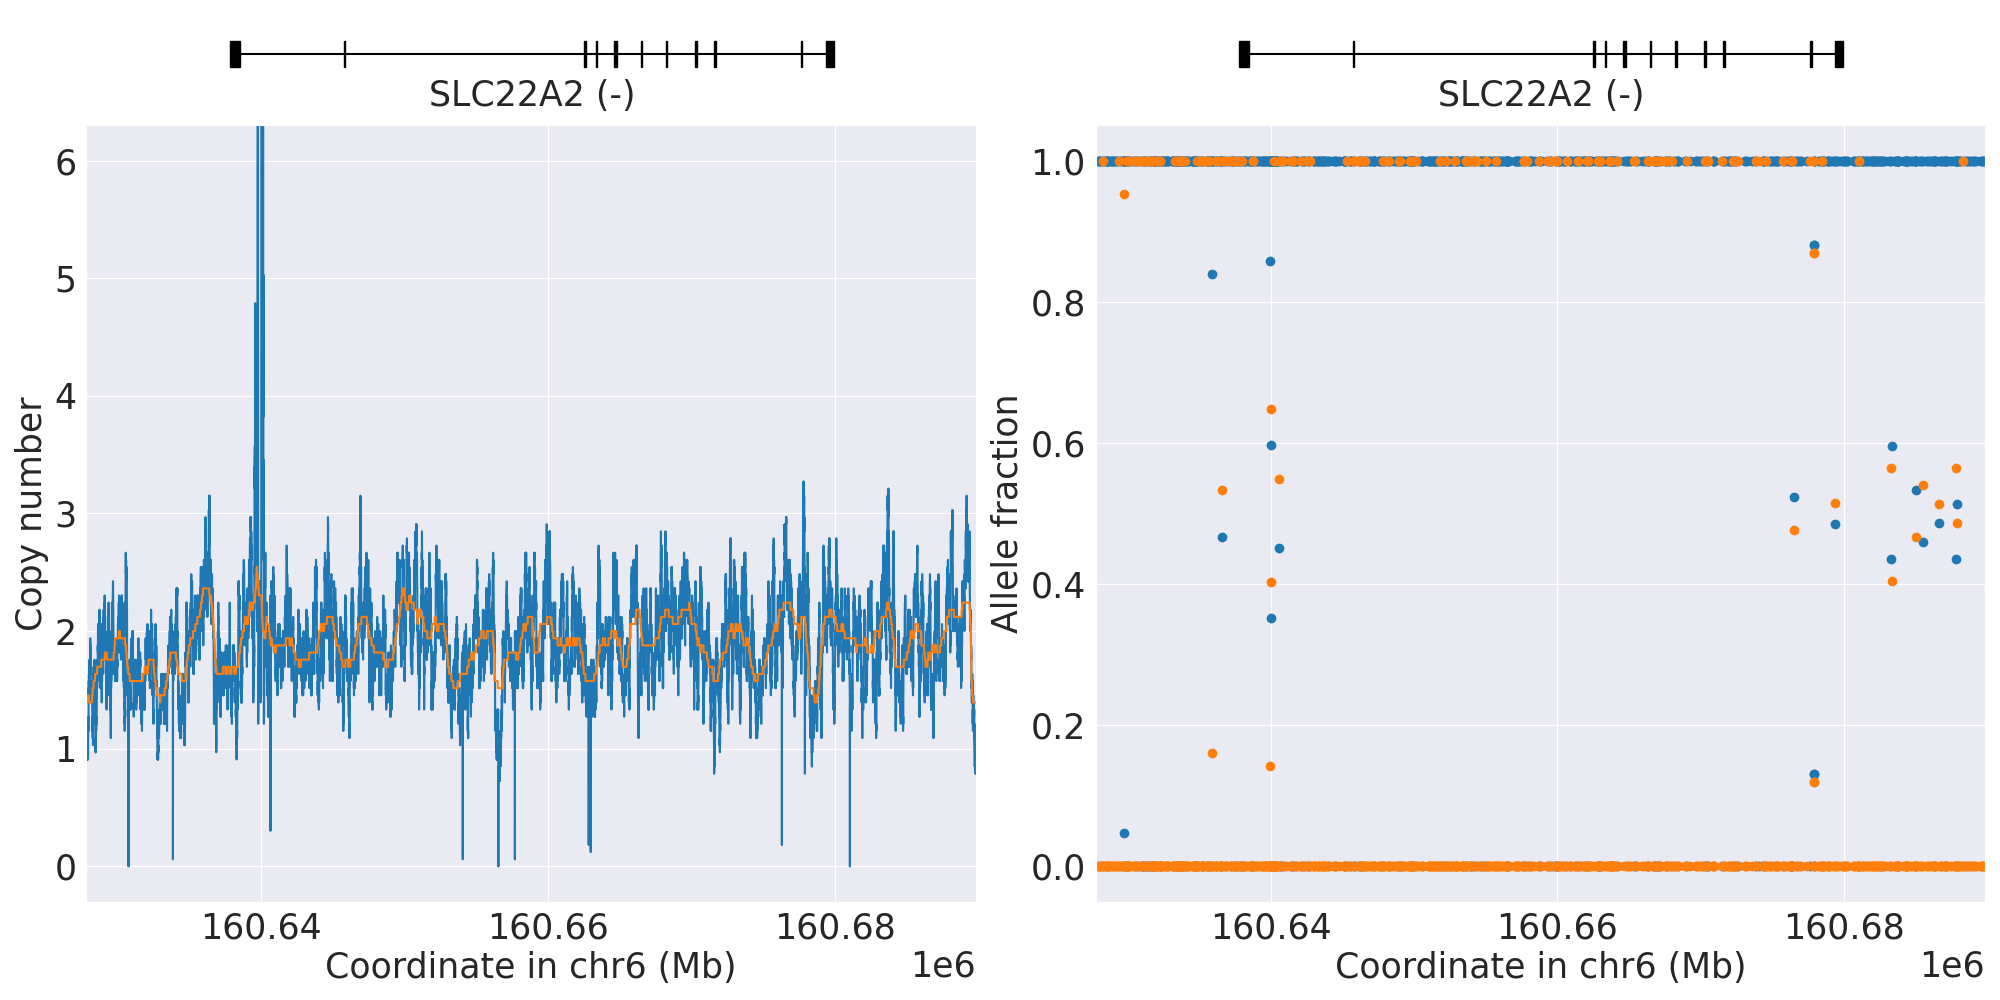 SLC22A2 (-)
6
5
4
3
2
1
0
Copy number
160.64
160.66
160.68
Coordinate in chr6 (Mb)
1e6
SLC22A2 (-)
1.0
0.8
0.6
0.4
0.2
0.0
Allele fraction
160.64
160.66
160.68
Coordinate in chr6 (Mb)
1e6